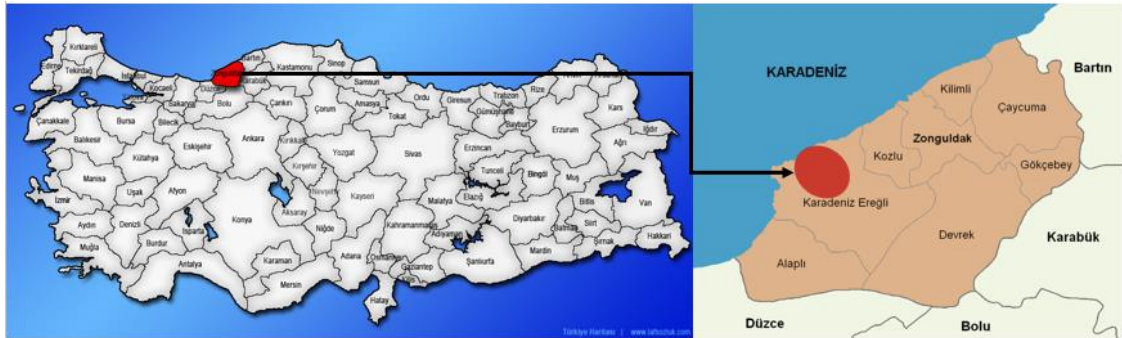 Kırklareli
Edirne
Tekirdağ
İstanbul
Kocaeli
Sakarya
Düzce
Bartın
Karabük
Kastamonu
Sinop
Samsun
Ordu
Giresun
Trabzon
Rize
Artvin
Kars
Çanakkale
Bursa
Bilecik
Bolu
Çankırı
Çorum
Amasya
Tokat
Gümüşhane
Bayburt
Erzurum
Iğdır
Balıkesir
Eskişehir
Ankara
Kırıkkale
Yozgat
Sivas
Erzincan
Ağrı
Kütahya
Kırşehir
Tunceli
Bingöl
Muş
Manisa
Uşak
Afyon
Nevşehir
Kayseri
Malatya
Elazığ
Bitlis
Van
İzmir
Konya
Aksaray
Diyarbakır
Batman
Siirt
Aydın
Denizli
Isparta
Niğde
Kahramanmaraş
Adıyaman
Şırnak
Hakkari
Muğla
Burdur
Antalya
Karaman
Adana
Osmaniye
Gaziantep
Şanlıurfa
Mardin
Mersin
Kilis
Hatay
Türkiye Haritası | www.lafsozluk.com
KARADENİZ
Bartın
Kilimli
Çaycuma
Zonguldak
Kozlu
Gökçebey
Karadeniz Ereğli
Devrek
Karabük
Alaplı
Düzce
Bolu